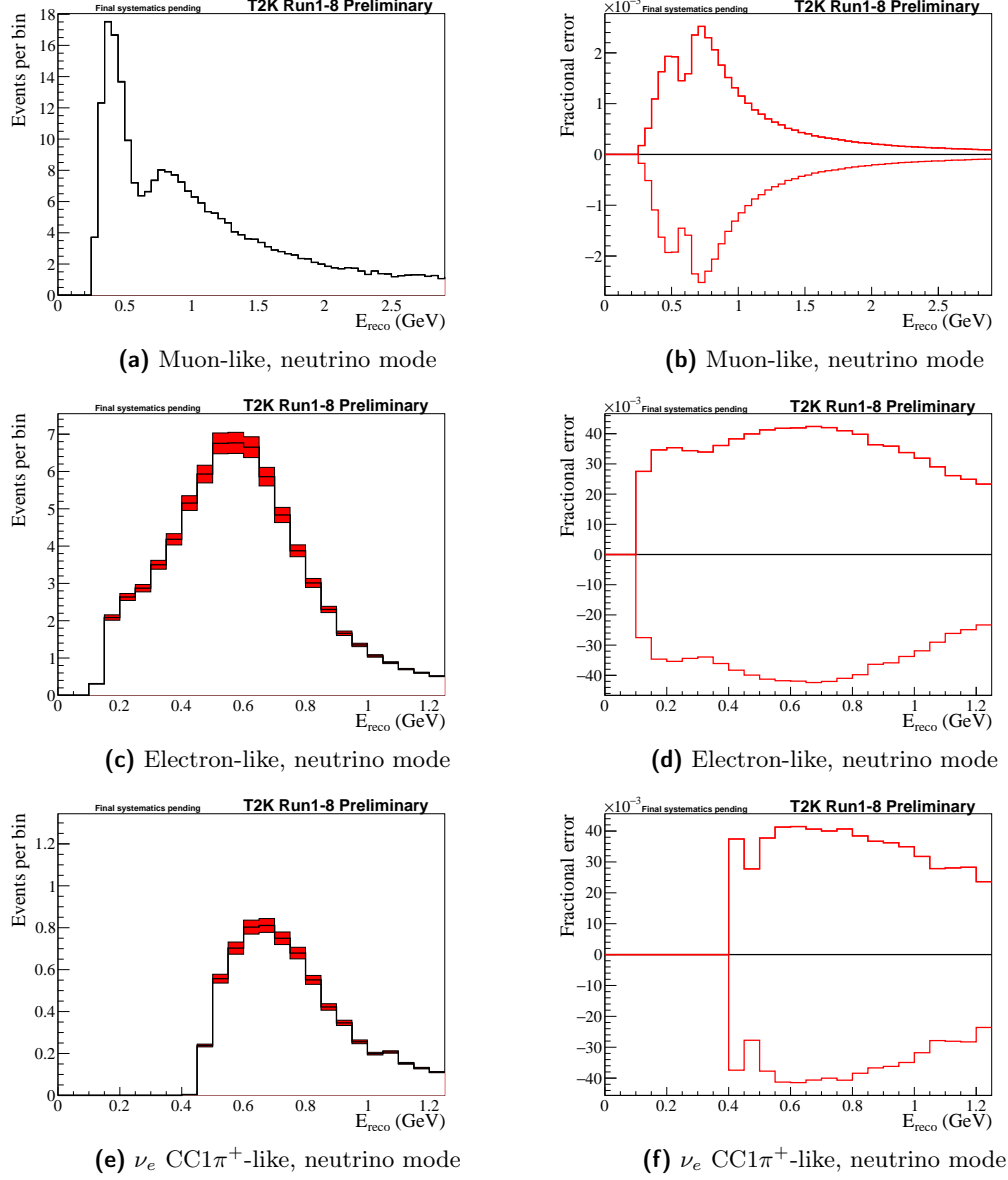 Final systematics pending T2K Run1-8 Preliminary
Events per bin
18
16
14
12
10
8
6
4
2
0
0 0.5 1 1.5 2 2.5
E_reco (GeV)
(a) Muon-like, neutrino mode
×10⁻³ Final systematics pending T2K Run1-8 Preliminary
Fractional error
2
1
0
−1
−2
0 0.5 1 1.5 2 2.5
E_reco (GeV)
(b) Muon-like, neutrino mode
Final systematics pending T2K Run1-8 Preliminary
Events per bin
7
6
5
4
3
2
1
0
0 0.2 0.4 0.6 0.8 1 1.2
E_reco (GeV)
(c) Electron-like, neutrino mode
×10⁻³ Final systematics pending T2K Run1-8 Preliminary
Fractional error
40
30
20
10
0
−10
−20
−30
−40
0 0.2 0.4 0.6 0.8 1 1.2
E_reco (GeV)
(d) Electron-like, neutrino mode
Final systematics pending T2K Run1-8 Preliminary
Events per bin
1.2
1
0.8
0.6
0.4
0.2
0
0 0.2 0.4 0.6 0.8 1 1.2
E_reco (GeV)
(e) ν_e CC1π⁺-like, neutrino mode
×10⁻³ Final systematics pending T2K Run1-8 Preliminary
Fractional error
40
30
20
10
0
−10
−20
−30
−40
0 0.2 0.4 0.6 0.8 1 1.2
E_reco (GeV)
(f) ν_e CC1π⁺-like, neutrino mode